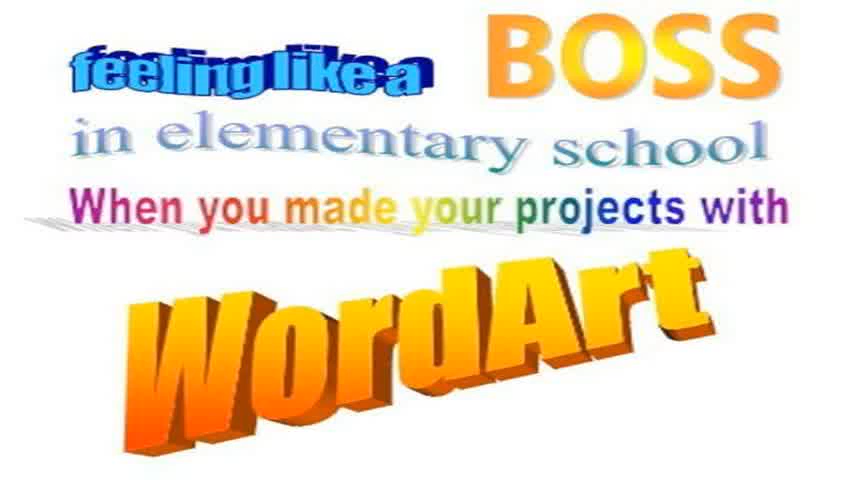 feeling like a BOSS
in elementary school
When you made your projects with
WordArt